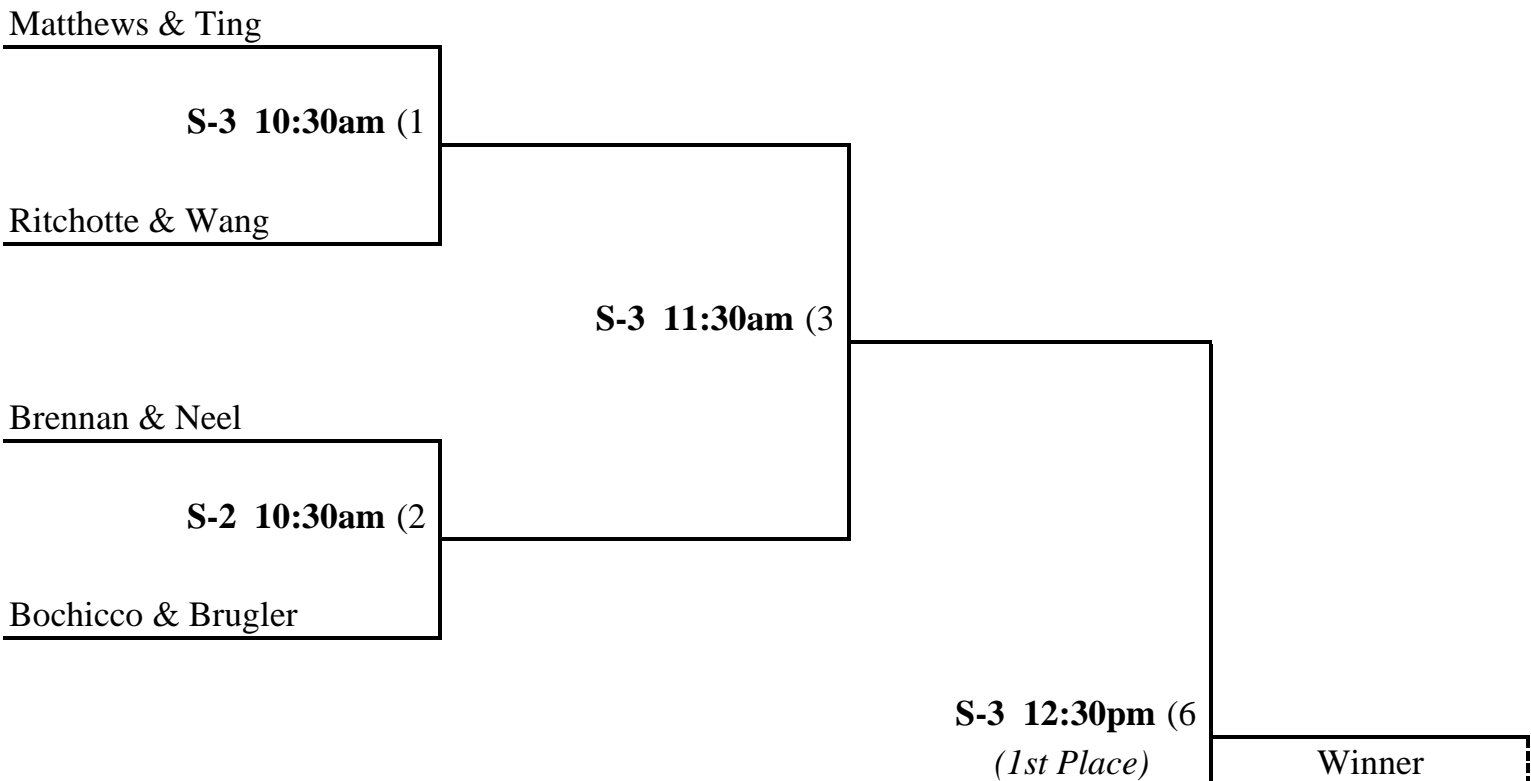 Matthews & Ting
S-3 10:30am (1
Ritchotte & Wang
S-3 11:30am (3
Brennan & Neel
S-2 10:30am (2
Bochicco & Brugler
S-3 12:30pm (6
(1st Place)
Winner